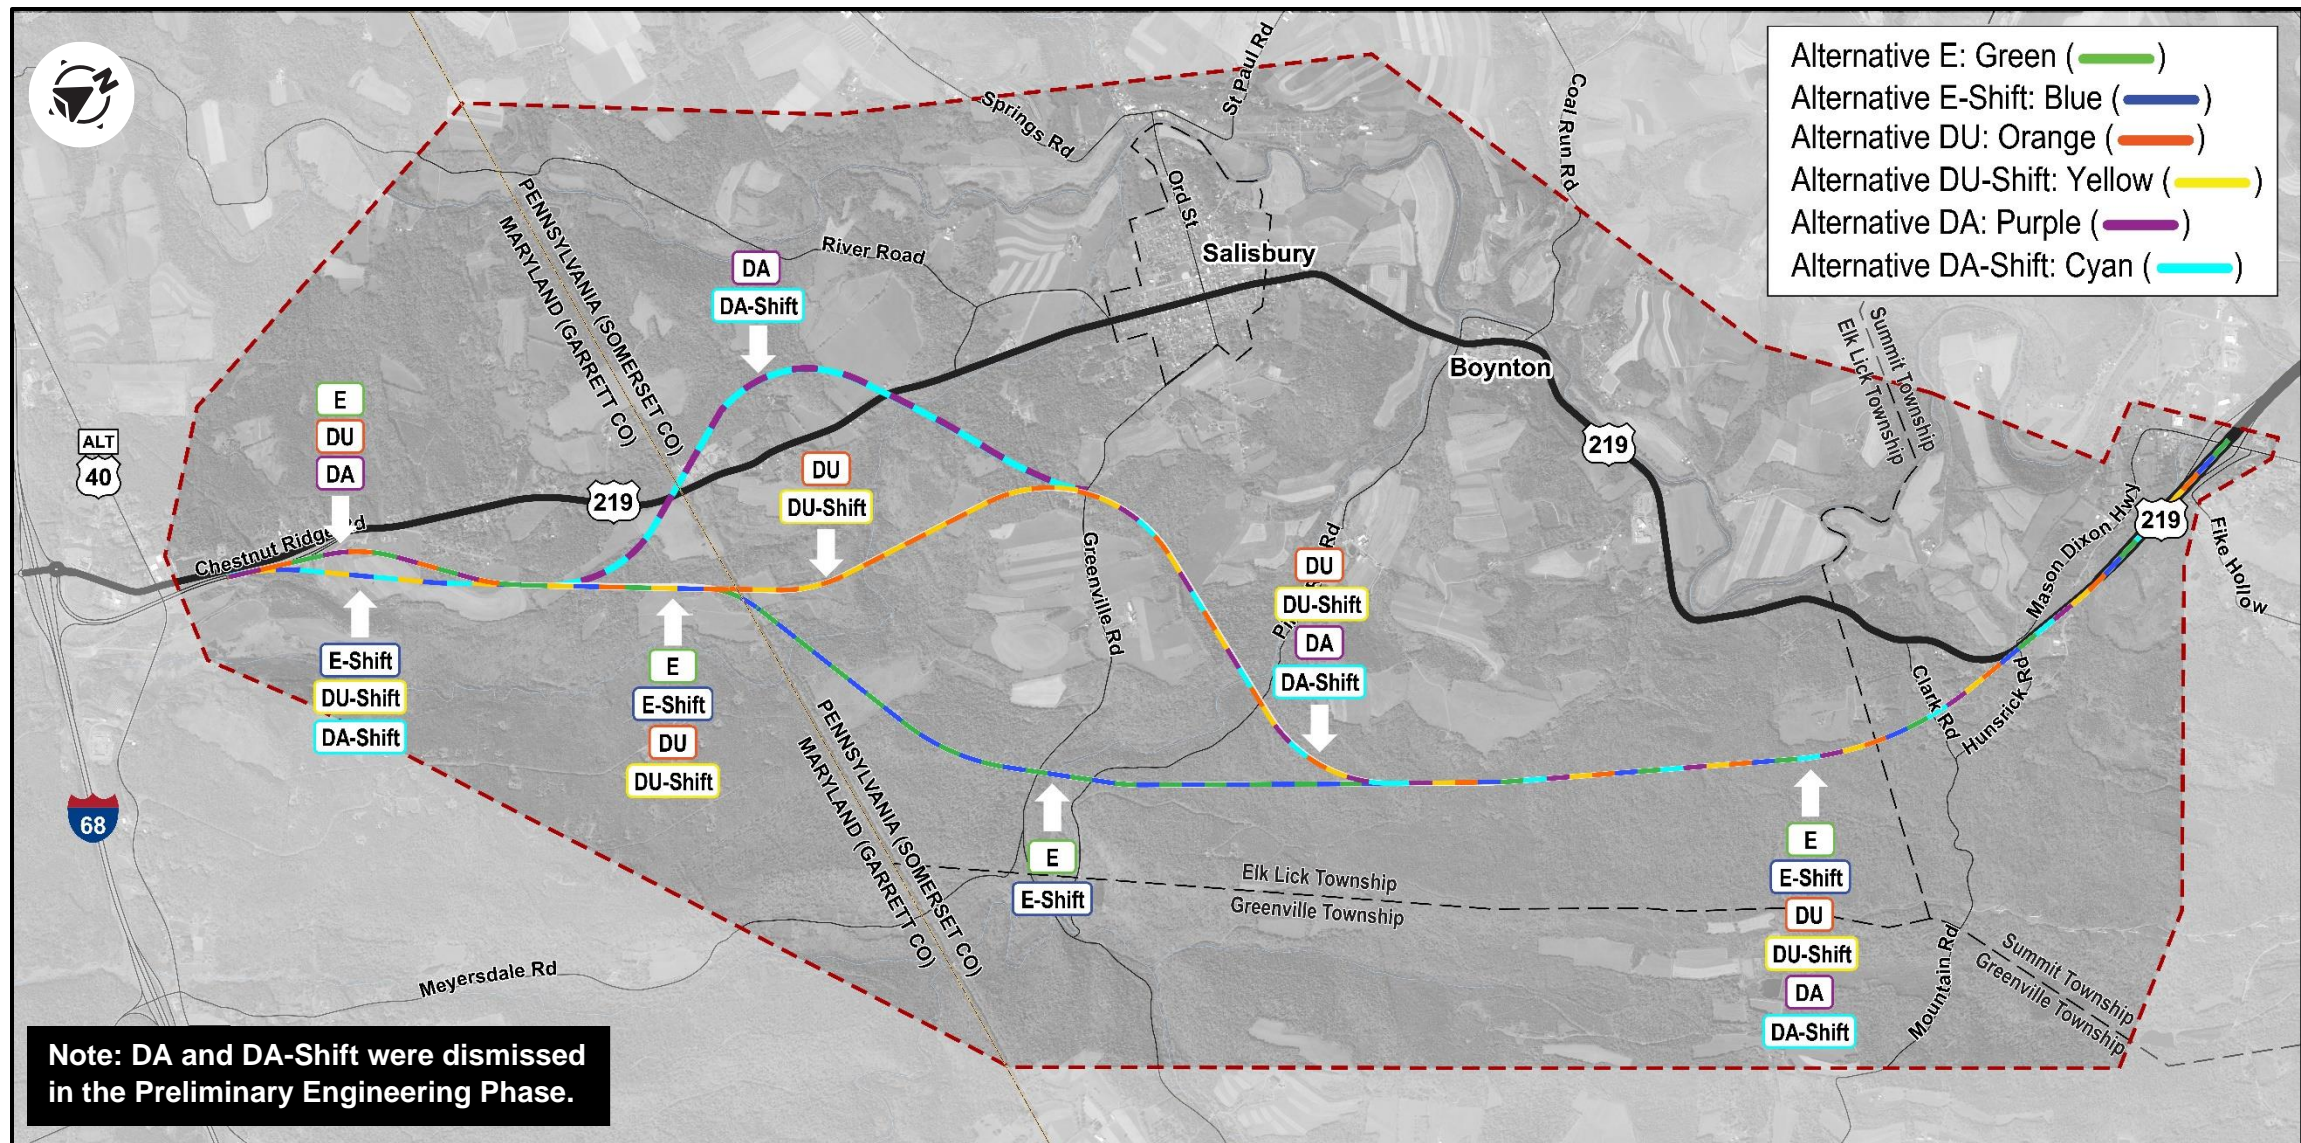 N
Alternative E: Green ( )
Alternative E-Shift: Blue ( )
Alternative DU: Orange ( )
Alternative DU-Shift: Yellow ( )
Alternative DA: Purple ( )
Alternative DA-Shift: Cyan ( )
St Paul Rd
Springs Rd
Coal Run Rd
Ord St
River Road
Salisbury
Boynton
PENNSYLVANIA (SOMERSET CO)
MARYLAND (GARRETT CO)
DA
DA-Shift
Summit Township
Elk Lick Township
E
DU
DA
ALT
40
219
219
219
Chestnut Ridge Rd
DU
DU-Shift
Greenville Rd
Rd
DU
DU-Shift
DA
DA-Shift
Mason Dixon Hwy
Fike Hollow
E-Shift
DU-Shift
DA-Shift
E
E-Shift
DU
DU-Shift
Clark Rd
Hunsrick Rd
PENNSYLVANIA (SOMERSET CO)
MARYLAND (GARRETT CO)
68
E
E-Shift
Elk Lick Township
Greenville Township
E
E-Shift
DU
DU-Shift
DA
DA-Shift
Mountain Rd
Summit Township
Greenville Township
Meyersdale Rd
Note: DA and DA-Shift were dismissed
in the Preliminary Engineering Phase.